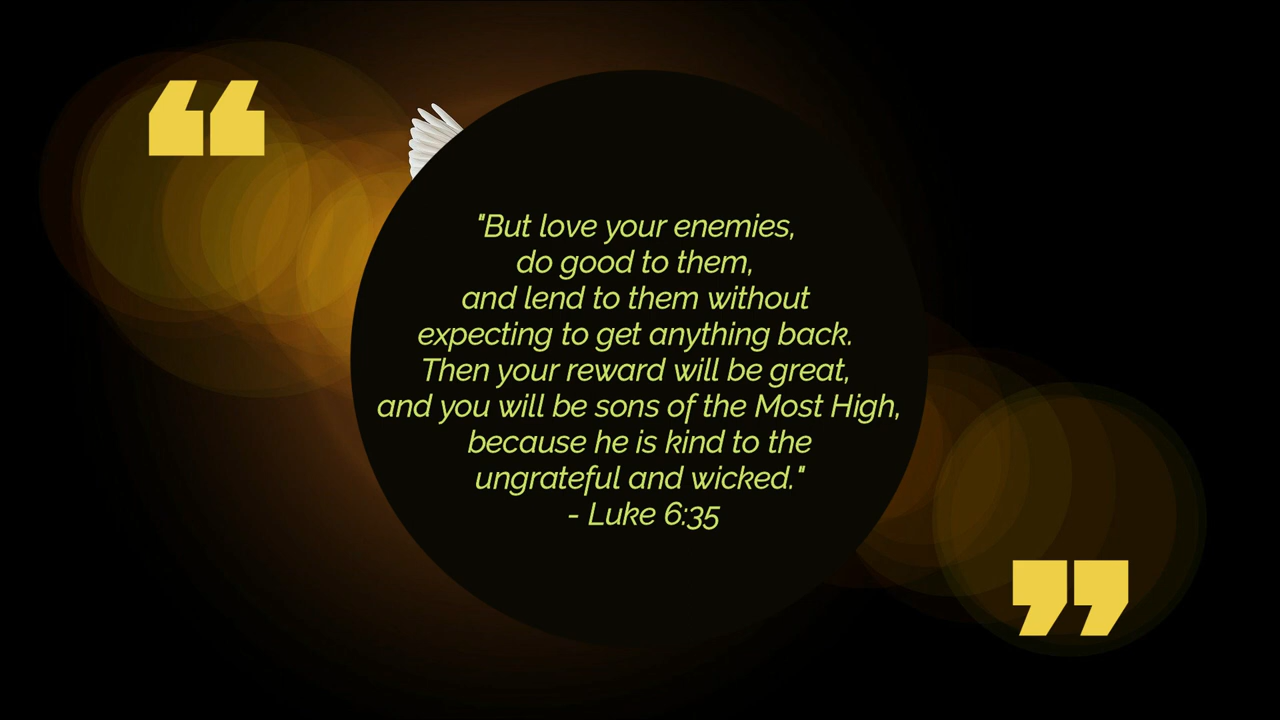 "But love your enemies,
do good to them,
and lend to them without
expecting to get anything back.
Then your reward will be great,
and you will be sons of the Most High,
because he is kind to the
ungrateful and wicked."
- Luke 6:35